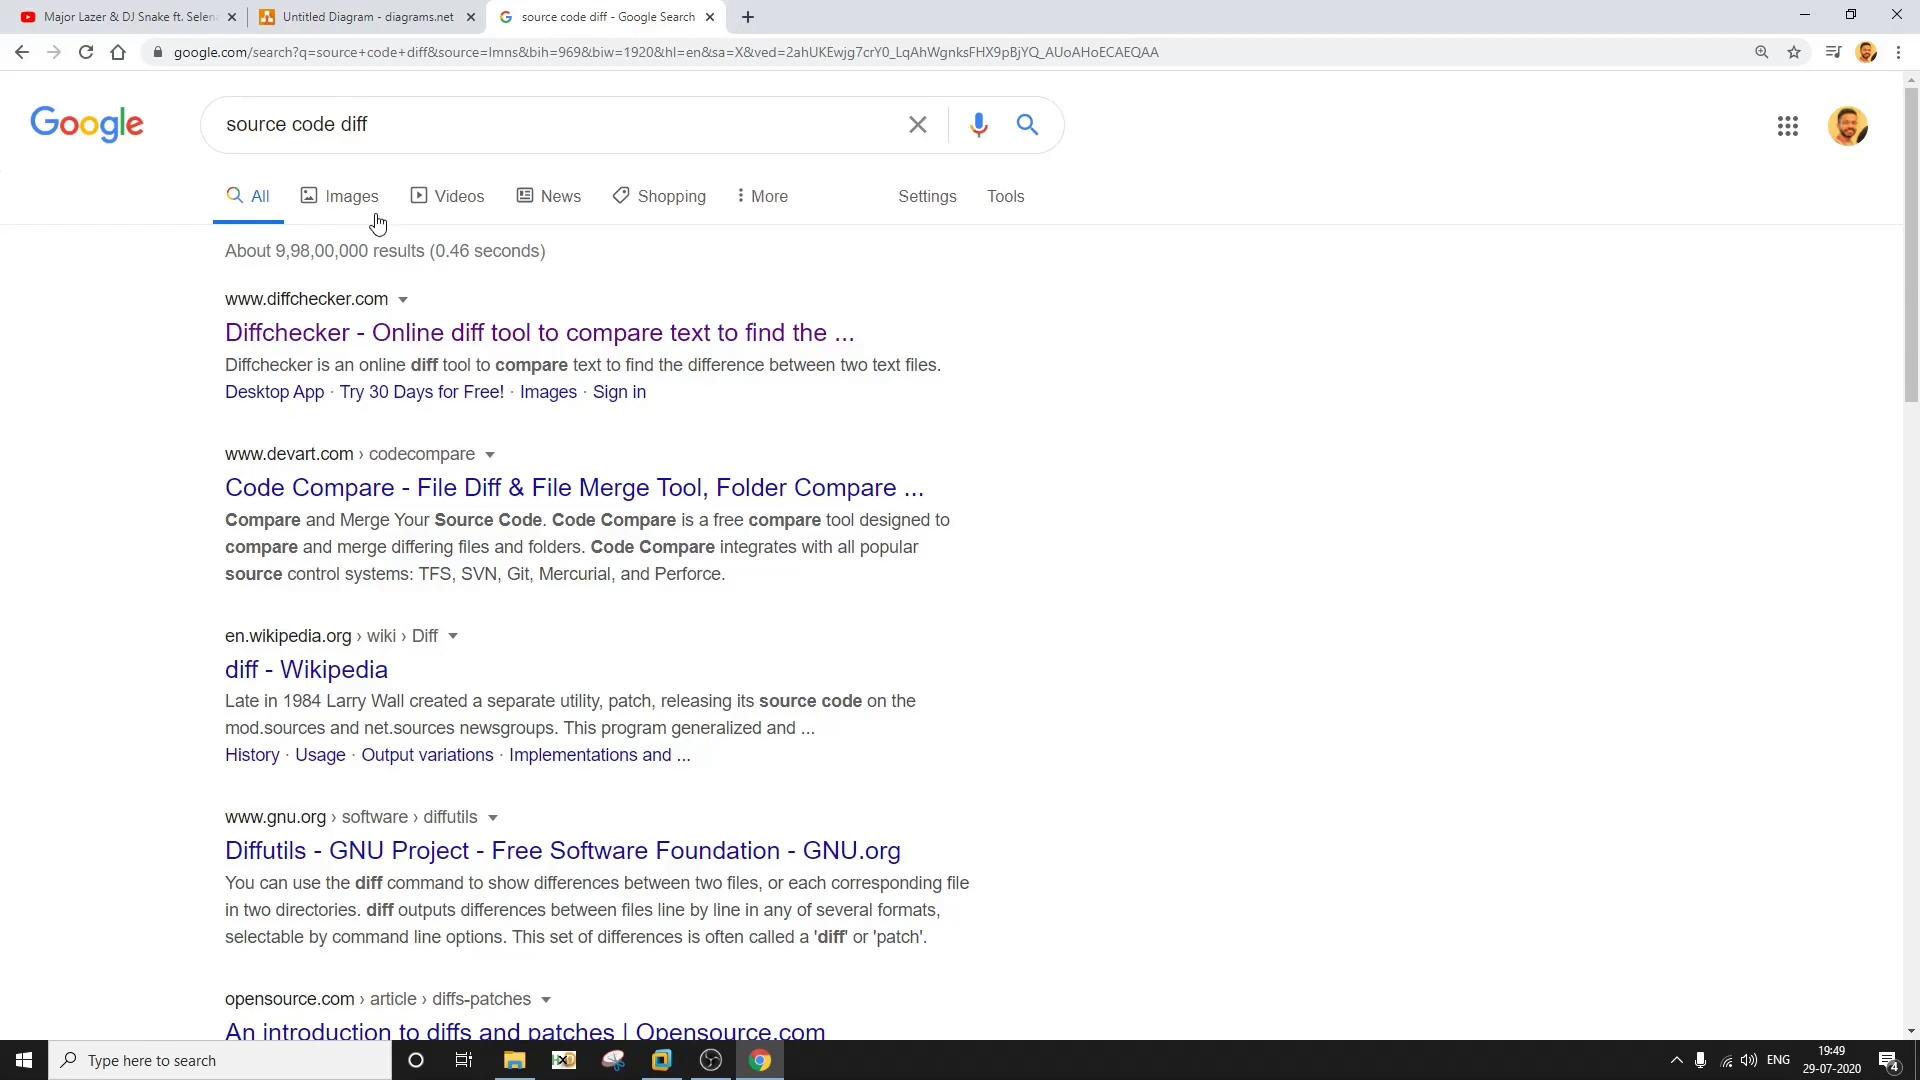 Major Lazer & DJ Snake ft. Selen
Untitled Diagram - diagrams.net
source code diff - Google Search
google.com/search?q=source+code+diff&source=lmns&bih=969&biw=1920&hl=en&sa=X&ved=2ahUKEwjg7crY0_LqAhWgnksFHX9pBjYQ_AUoAHoECAEQAA
Google
source code diff
All Images Videos News Shopping More Settings Tools
About 9,98,00,000 results (0.46 seconds)
www.diffchecker.com
Diffchecker - Online diff tool to compare text to find the ...
Diffchecker is an online diff tool to compare text to find the difference between two text files.
Desktop App · Try 30 Days for Free! · Images · Sign in
www.devart.com › codecompare
Code Compare - File Diff & File Merge Tool, Folder Compare ...
Compare and Merge Your Source Code. Code Compare is a free compare tool designed to
compare and merge differing files and folders. Code Compare integrates with all popular
source control systems: TFS, SVN, Git, Mercurial, and Perforce.
en.wikipedia.org › wiki › Diff
diff - Wikipedia
Late in 1984 Larry Wall created a separate utility, patch, releasing its source code on the
mod.sources and net.sources newsgroups. This program generalized and ...
History · Usage · Output variations · Implementations and ...
www.gnu.org › software › diffutils
Diffutils - GNU Project - Free Software Foundation - GNU.org
You can use the diff command to show differences between two files, or each corresponding file
in two directories. diff outputs differences between files line by line in any of several formats,
selectable by command line options. This set of differences is often called a 'diff' or 'patch'.
opensource.com › article › diffs-patches
An introduction to diffs and patches | Opensource.com
Type here to search
HXD
ENG
19:49
29-07-2020
4